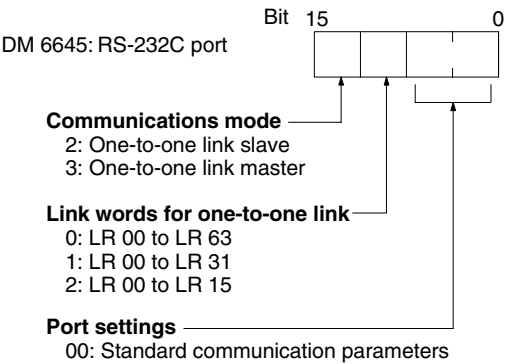 Bit 15 0
DM 6645: RS-232C port
Communications mode
2: One-to-one link slave
3: One-to-one link master
Link words for one-to-one link
0: LR 00 to LR 63
1: LR 00 to LR 31
2: LR 00 to LR 15
Port settings
00: Standard communication parameters